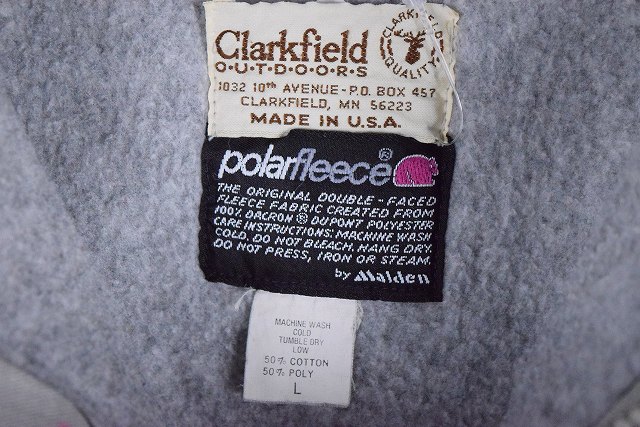 Clarkfield
O·U·T·D·O·O·R·S
CLARKFIELD
QUALITY
1032 10th AVENUE - P.O. BOX 457
CLARKFIELD, MN 56223
MADE IN U.S.A.
polarfleece®
THE ORIGINAL DOUBLE - FACED
FLEECE FABRIC CREATED FROM
100% DACRON ® DUPONT POLYESTER
CARE INSTRUCTIONS: MACHINE WASH
COLD, DO NOT BLEACH. HANG DRY.
DO NOT PRESS, IRON OR STEAM.
by Malden
MACHINE WASH
COLD
TUMBLE DRY
LOW
50% COTTON
50% POLY
L